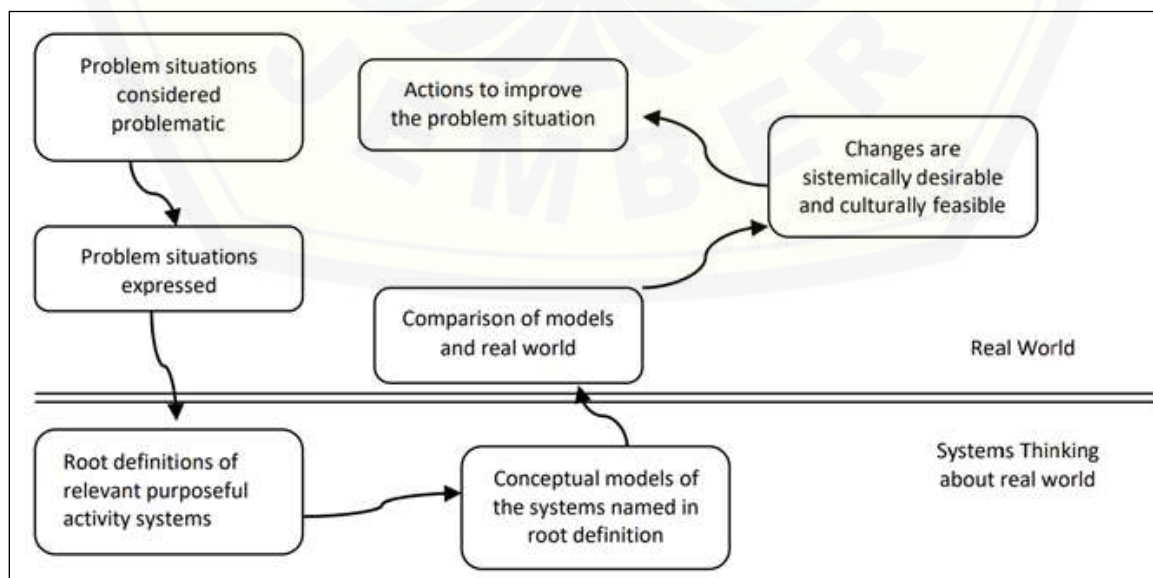 Problem situations
considered
problematic
Problem situations
expressed
Root definitions of
relevant purposeful
activity systems
Conceptual models of
the systems named in
root definition
Comparison of models
and real world
Changes are
sistemically desirable
and culturally feasible
Actions to improve
the problem situation
Real World
Systems Thinking
about real world
JEMBER